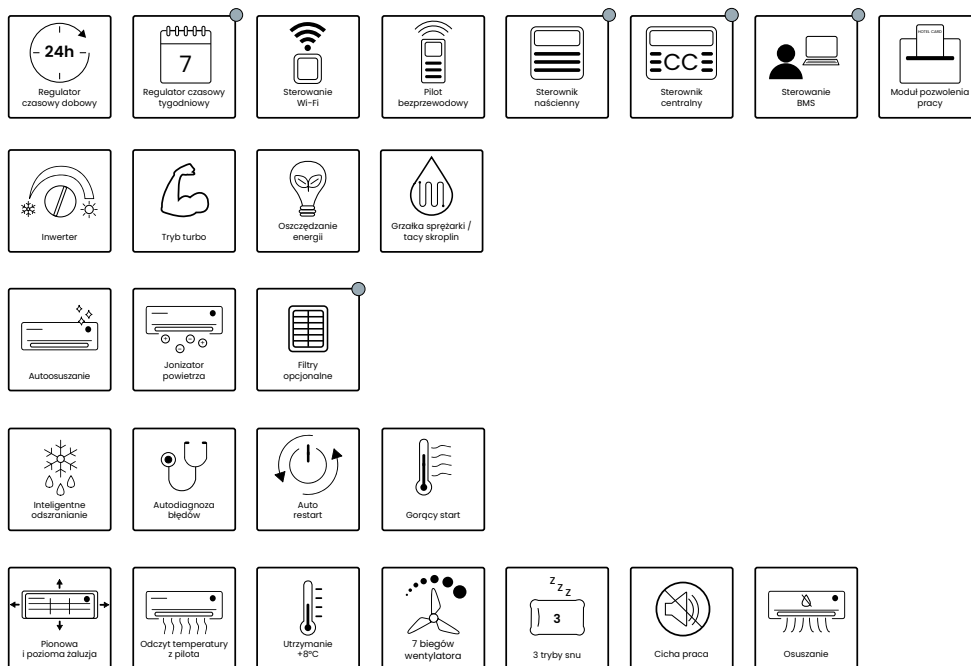 24h
Regulator
czasowy dobowy
7
Regulator czasowy
tygodniowy
Sterowanie
Wi-Fi
Pilot
bezprzewodowy
Sterownik
naścienny
CC
Sterownik
centralny
Sterowanie
BMS
HOTEL CARD
Moduł pozwolenia
pracy
Inwerter
Tryb turbo
Oszczędzanie
energii
Grzałka sprężarki /
tacy skroplin
Autoosuszanie
Jonizator
powietrza
Filtry
opcjonalne
Inteligentne
odszranianie
Autodiagnoza
błędów
Auto
restart
Gorący start
Pionowa
i pozioma żaluzja
Odczyt temperatury
z pilota
Utrzymanie
+8°C
7 biegów
wentylatora
z z z
3
3 tryby snu
Cicha praca
Osuszanie